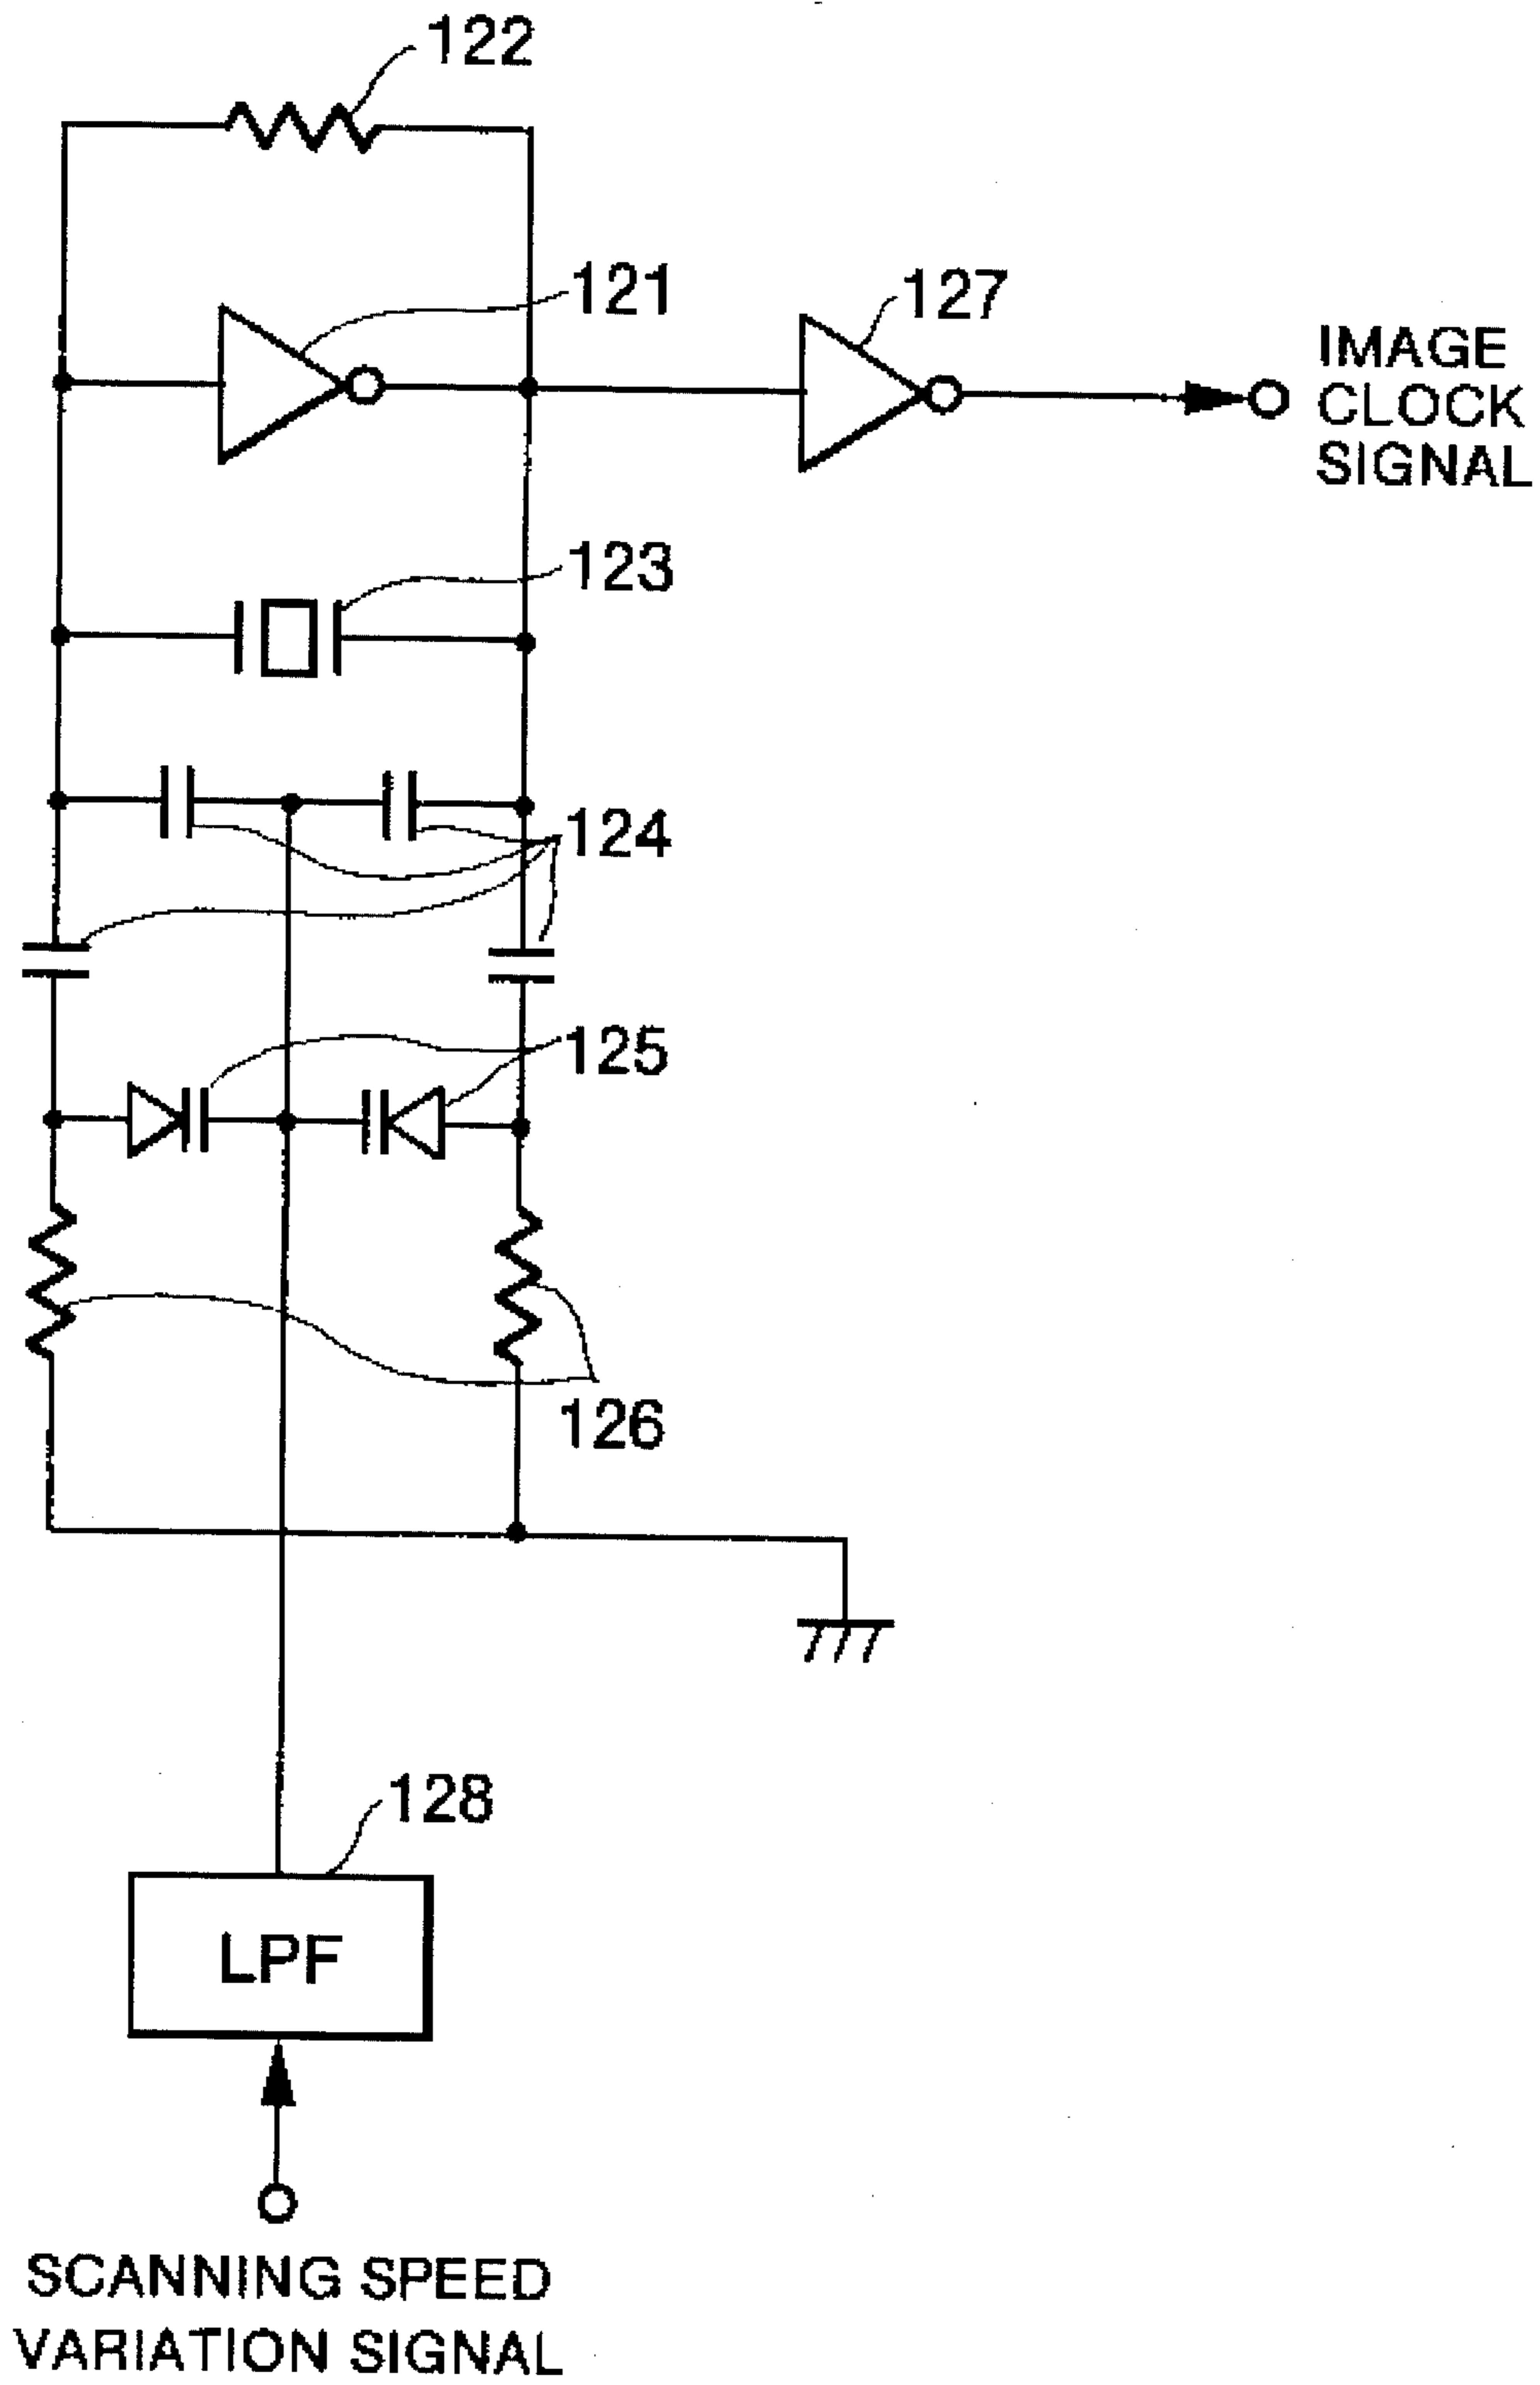 122
121
127
IMAGE
CLOCK
SIGNAL
123
124
125
126
128
LPF
SCANNING SPEED
VARIATION SIGNAL